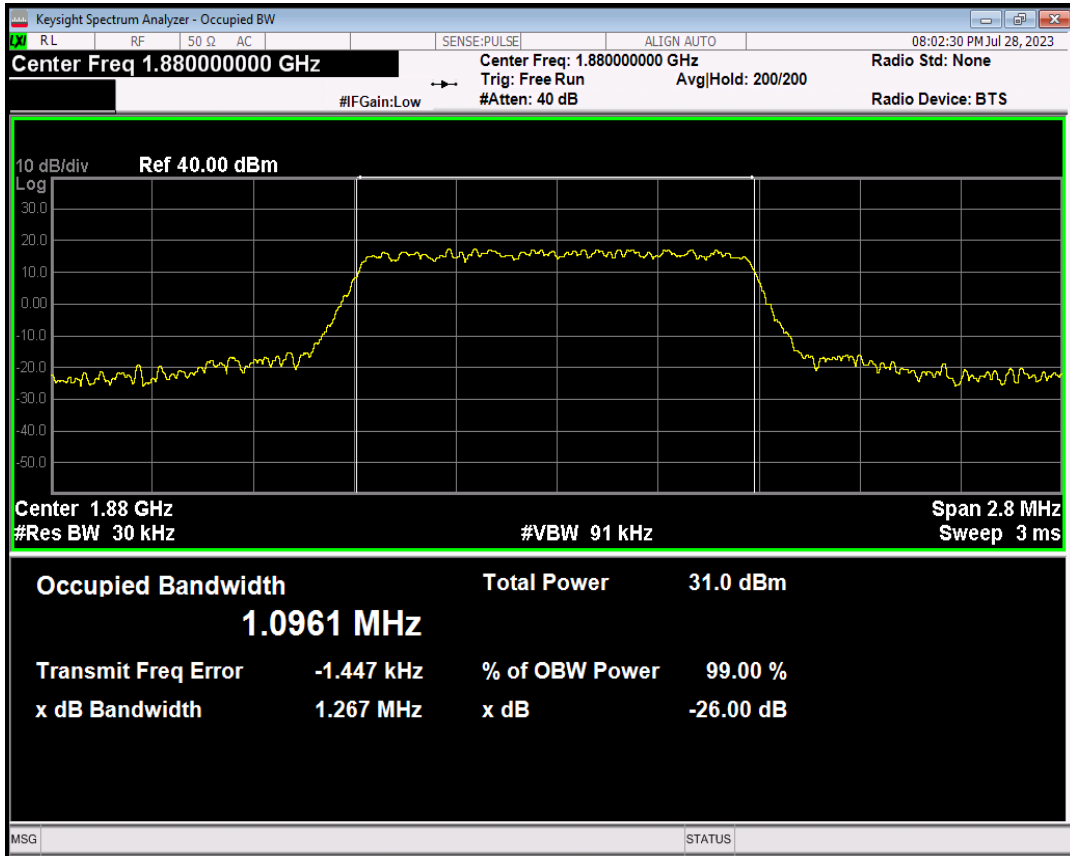 Keysight Spectrum Analyzer - Occupied BW
LXI RL RF 50 Ω AC SENSE:PULSE ALIGN AUTO 08:02:30 PM Jul 28, 2023
Center Freq 1.880000000 GHz Center Freq: 1.880000000 GHz Radio Std: None
Trig: Free Run Avg|Hold: 200/200
#IFGain:Low #Atten: 40 dB Radio Device: BTS
10 dB/div Ref 40.00 dBm
Log
30.0
20.0
10.0
0.00
-10.0
-20.0
-30.0
-40.0
-50.0
Center 1.88 GHz Span 2.8 MHz
#Res BW 30 kHz #VBW 91 kHz Sweep 3 ms
Occupied Bandwidth Total Power 31.0 dBm
1.0961 MHz
Transmit Freq Error -1.447 kHz % of OBW Power 99.00 %
x dB Bandwidth 1.267 MHz x dB -26.00 dB
MSG STATUS